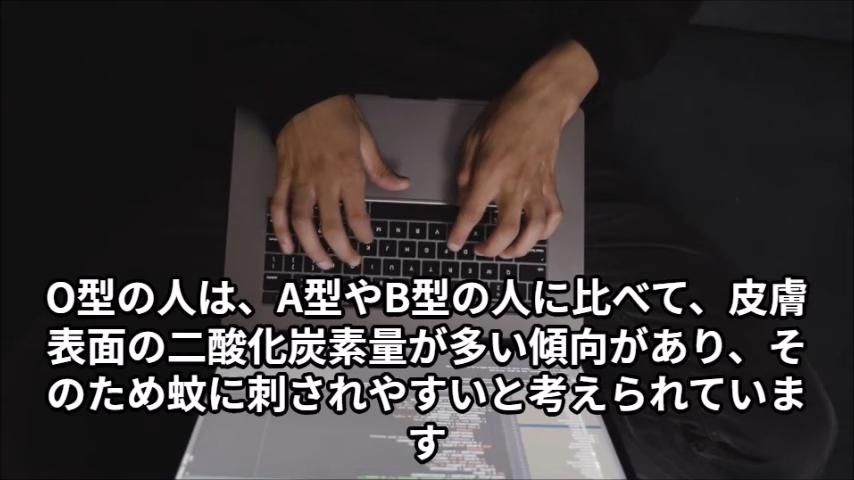 O型の人は、A型やB型の人に比べて、皮膚
表面の二酸化炭素量が多い傾向があり、そ
のため蚊に刺されやすいと考えられていま
す